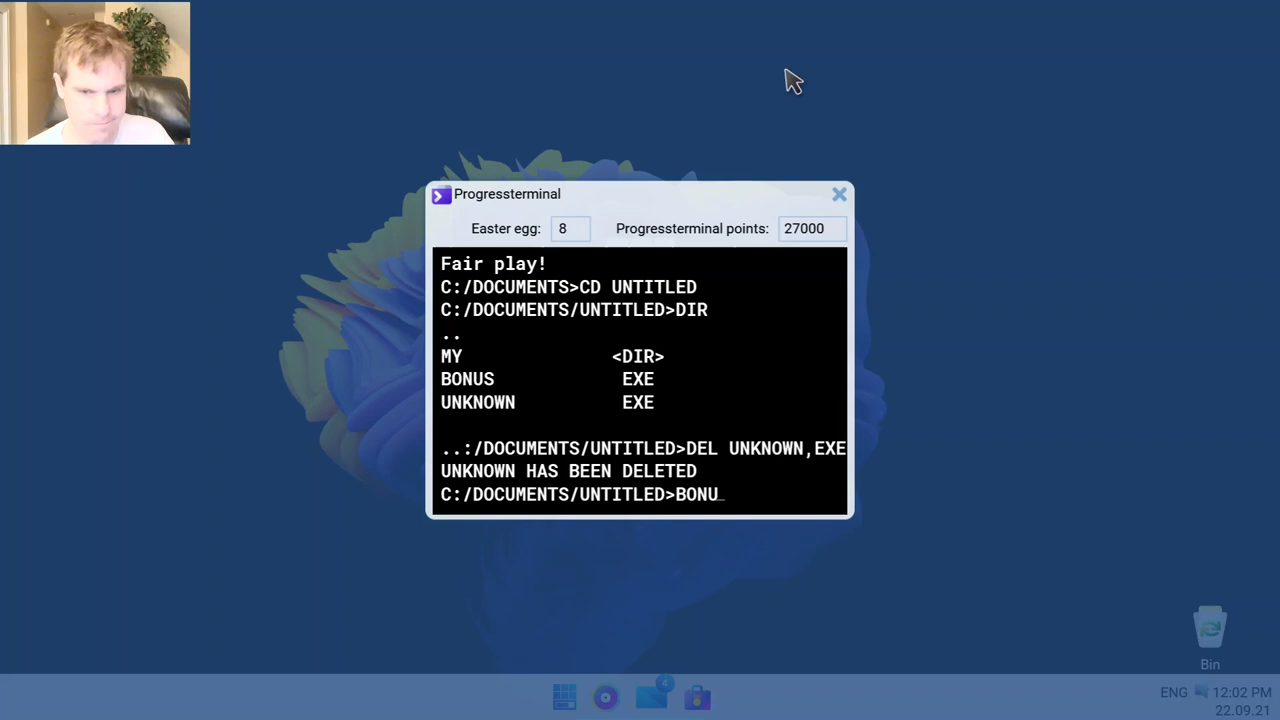 Progressterminal
Easter egg: 8 Progressterminal points: 27000
Fair play!
C:/DOCUMENTS>CD UNTITLED
C:/DOCUMENTS/UNTITLED>DIR
..
MY <DIR>
BONUS EXE
UNKNOWN EXE
..:/DOCUMENTS/UNTITLED>DEL UNKNOWN,EXE
UNKNOWN HAS BEEN DELETED
C:/DOCUMENTS/UNTITLED>BONU_
Bin
4
ENG 12:02 PM
22.09.21